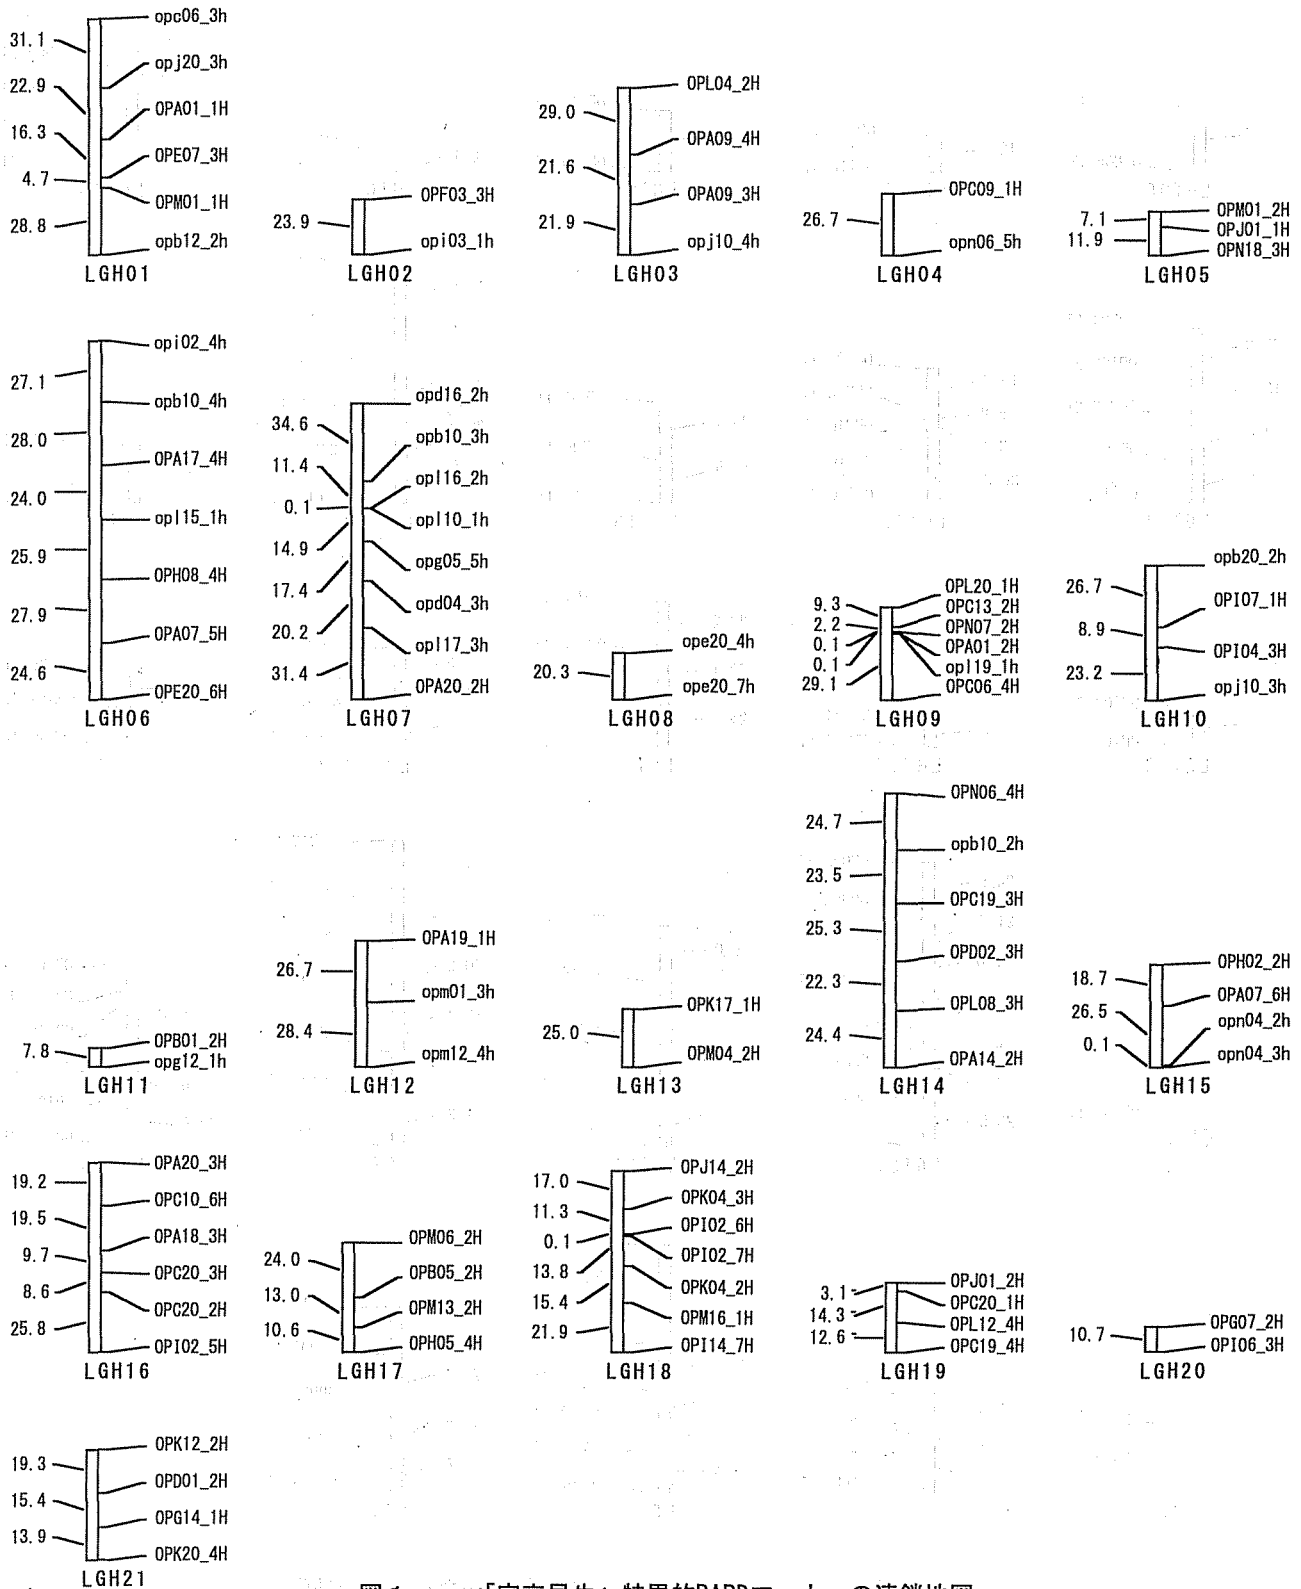 opc06_3h
31.1
opj20_3h
22.9
OPA01_1H
16.3
OPE07_3H
4.7
OPM01_1H
28.8
opb12_2h
LGH01
OPF03_3H
23.9
opi03_1h
LGH02
OPL04_2H
29.0
OPA09_4H
21.6
OPA09_3H
21.9
opj10_4h
LGH03
OPC09_1H
26.7
opn06_5h
LGH04
OPM01_2H
7.1
OPJ01_1H
11.9
OPN18_3H
LGH05
opi02_4h
27.1
opb10_4h
28.0
OPA17_4H
24.0
opl15_1h
25.9
OPH08_4H
27.9
OPA07_5H
24.6
OPE20_6H
LGH06
opd16_2h
34.6
opb10_3h
11.4
opl16_2h
0.1
opl10_1h
14.9
opg05_5h
17.4
opd04_3h
20.2
opl17_3h
31.4
OPA20_2H
LGH07
ope20_4h
20.3
ope20_7h
LGH08
OPL20_1H
9.3
OPC13_2H
2.2
OPN07_2H
0.1
OPA01_2H
0.1
opl19_1h
29.1
OPC06_4H
LGH09
opb20_2h
26.7
OPI07_1H
8.9
OPI04_3H
23.2
opj10_3h
LGH10
OPB01_2H
7.8
opg12_1h
LGH11
OPA19_1H
26.7
opm01_3h
28.4
opm12_4h
LGH12
OPK17_1H
25.0
OPM04_2H
LGH13
OPN06_4H
24.7
opb10_2h
23.5
OPC19_3H
25.3
OPD02_3H
22.3
OPL08_3H
24.4
OPA14_2H
LGH14
OPH02_2H
18.7
OPA07_6H
26.5
opn04_2h
0.1
opn04_3h
LGH15
OPA20_3H
19.2
OPC10_6H
19.5
OPA18_3H
9.7
OPC20_3H
8.6
OPC20_2H
25.8
OPI02_5H
LGH16
OPM06_2H
24.0
OPB05_2H
13.0
OPM13_2H
10.6
OPH05_4H
LGH17
OPJ14_2H
17.0
OPK04_3H
11.3
OPI02_6H
0.1
OPI02_7H
13.8
OPK04_2H
15.4
OPM16_1H
21.9
OPI14_7H
LGH18
OPJ01_2H
3.1
OPC20_1H
14.3
OPL12_4H
12.6
OPC19_4H
LGH19
OPG07_2H
10.7
OPI06_3H
LGH20
OPK12_2H
19.3
OPD01_2H
15.4
OPG14_1H
13.9
OPK20_4H
LGH21